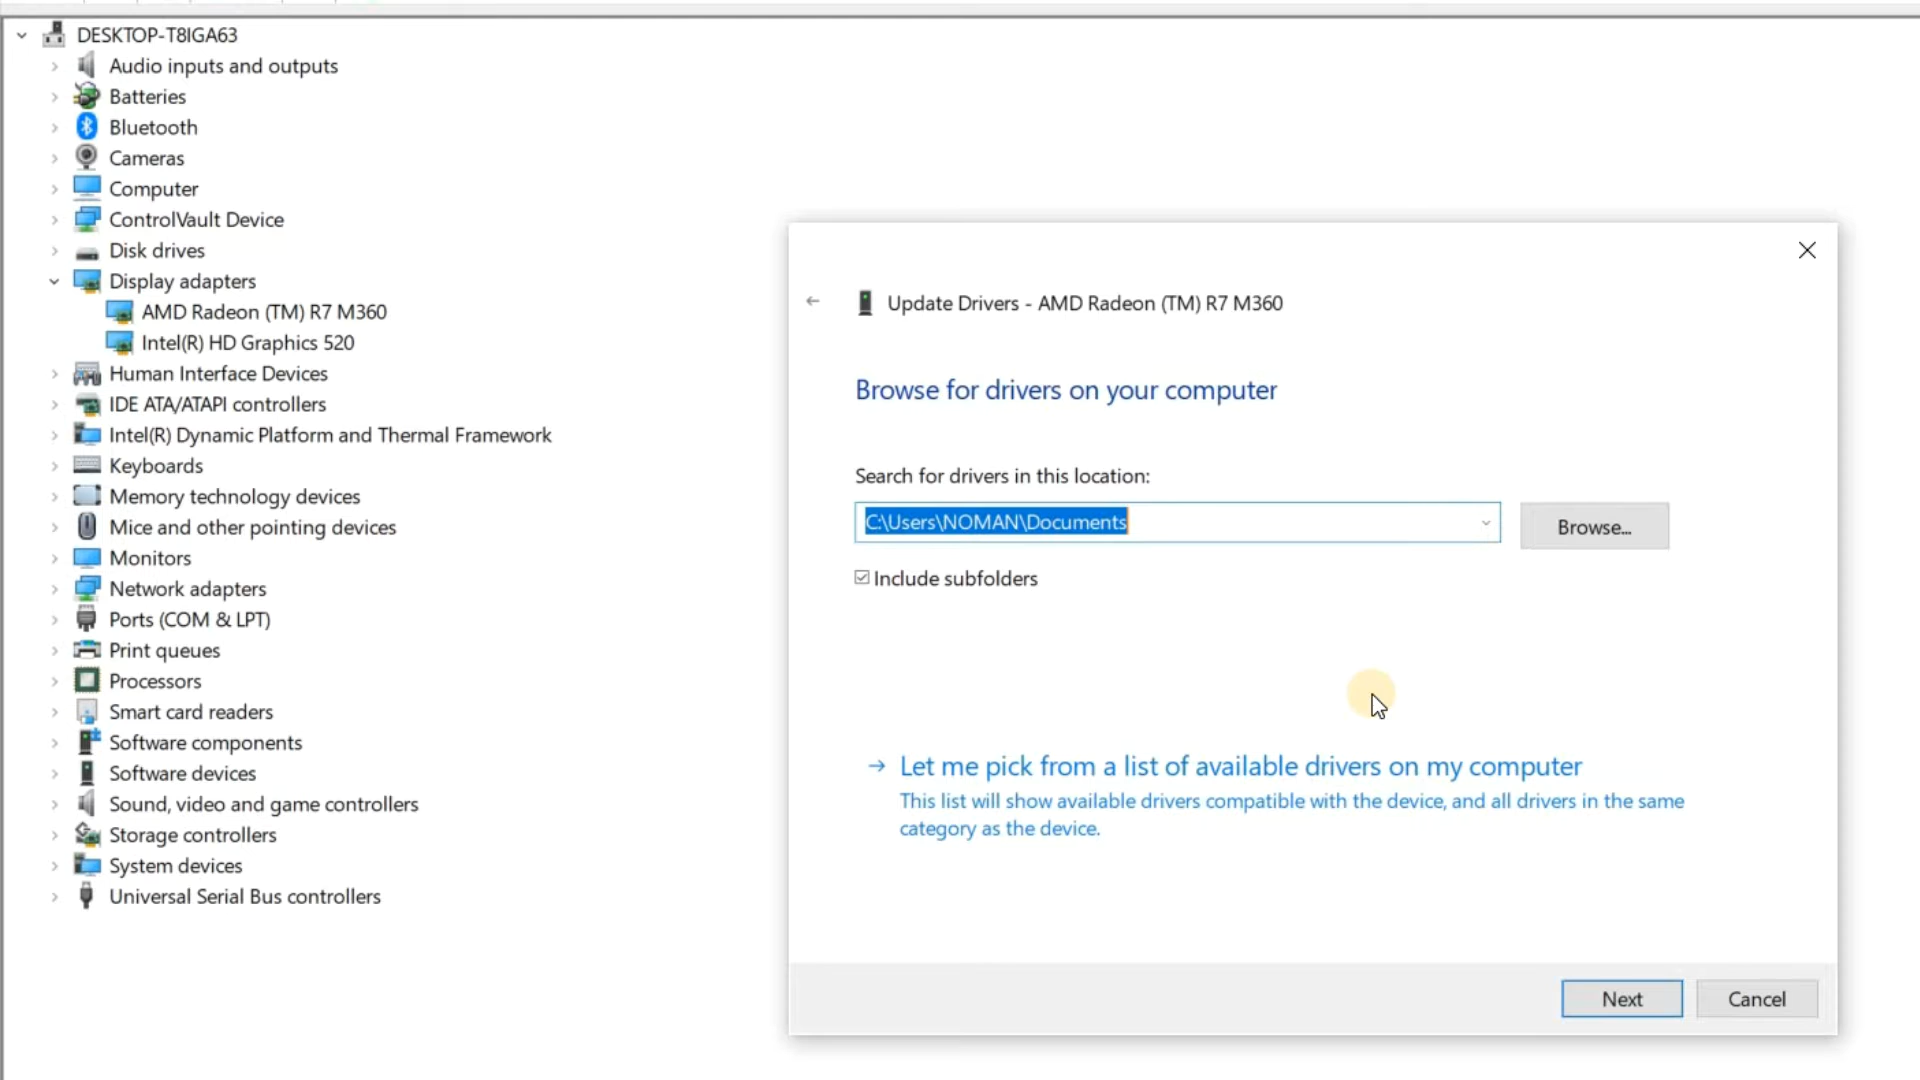 DESKTOP-T8IGA63
Audio inputs and outputs
Batteries
Bluetooth
Cameras
Computer
ControlVault Device
Disk drives
Display adapters
AMD Radeon (TM) R7 M360
Intel(R) HD Graphics 520
Human Interface Devices
IDE ATA/ATAPI controllers
Intel(R) Dynamic Platform and Thermal Framework
Keyboards
Memory technology devices
Mice and other pointing devices
Monitors
Network adapters
Ports (COM & LPT)
Print queues
Processors
Smart card readers
Software components
Software devices
Sound, video and game controllers
Storage controllers
System devices
Universal Serial Bus controllers
Update Drivers - AMD Radeon (TM) R7 M360
Browse for drivers on your computer
Search for drivers in this location:
C:\Users\NOMAN\Documents
Browse...
Include subfolders
Let me pick from a list of available drivers on my computer
This list will show available drivers compatible with the device, and all drivers in the same
category as the device.
Next
Cancel